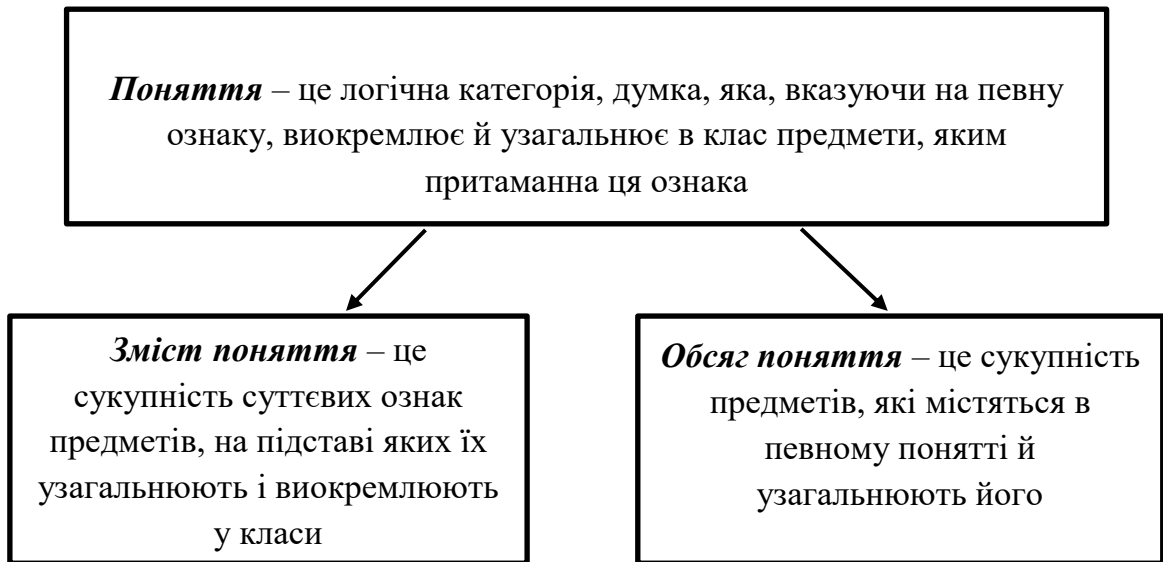 Поняття – це логічна категорія, думка, яка, вказуючи на певну
ознаку, виокремлює й узагальнює в клас предмети, яким
притаманна ця ознака
Зміст поняття – це
сукупність суттєвих ознак
предметів, на підставі яких їх
узагальнюють і виокремлюють
у класи
Обсяг поняття – це сукупність
предметів, які містяться в
певному понятті й
узагальнюють його